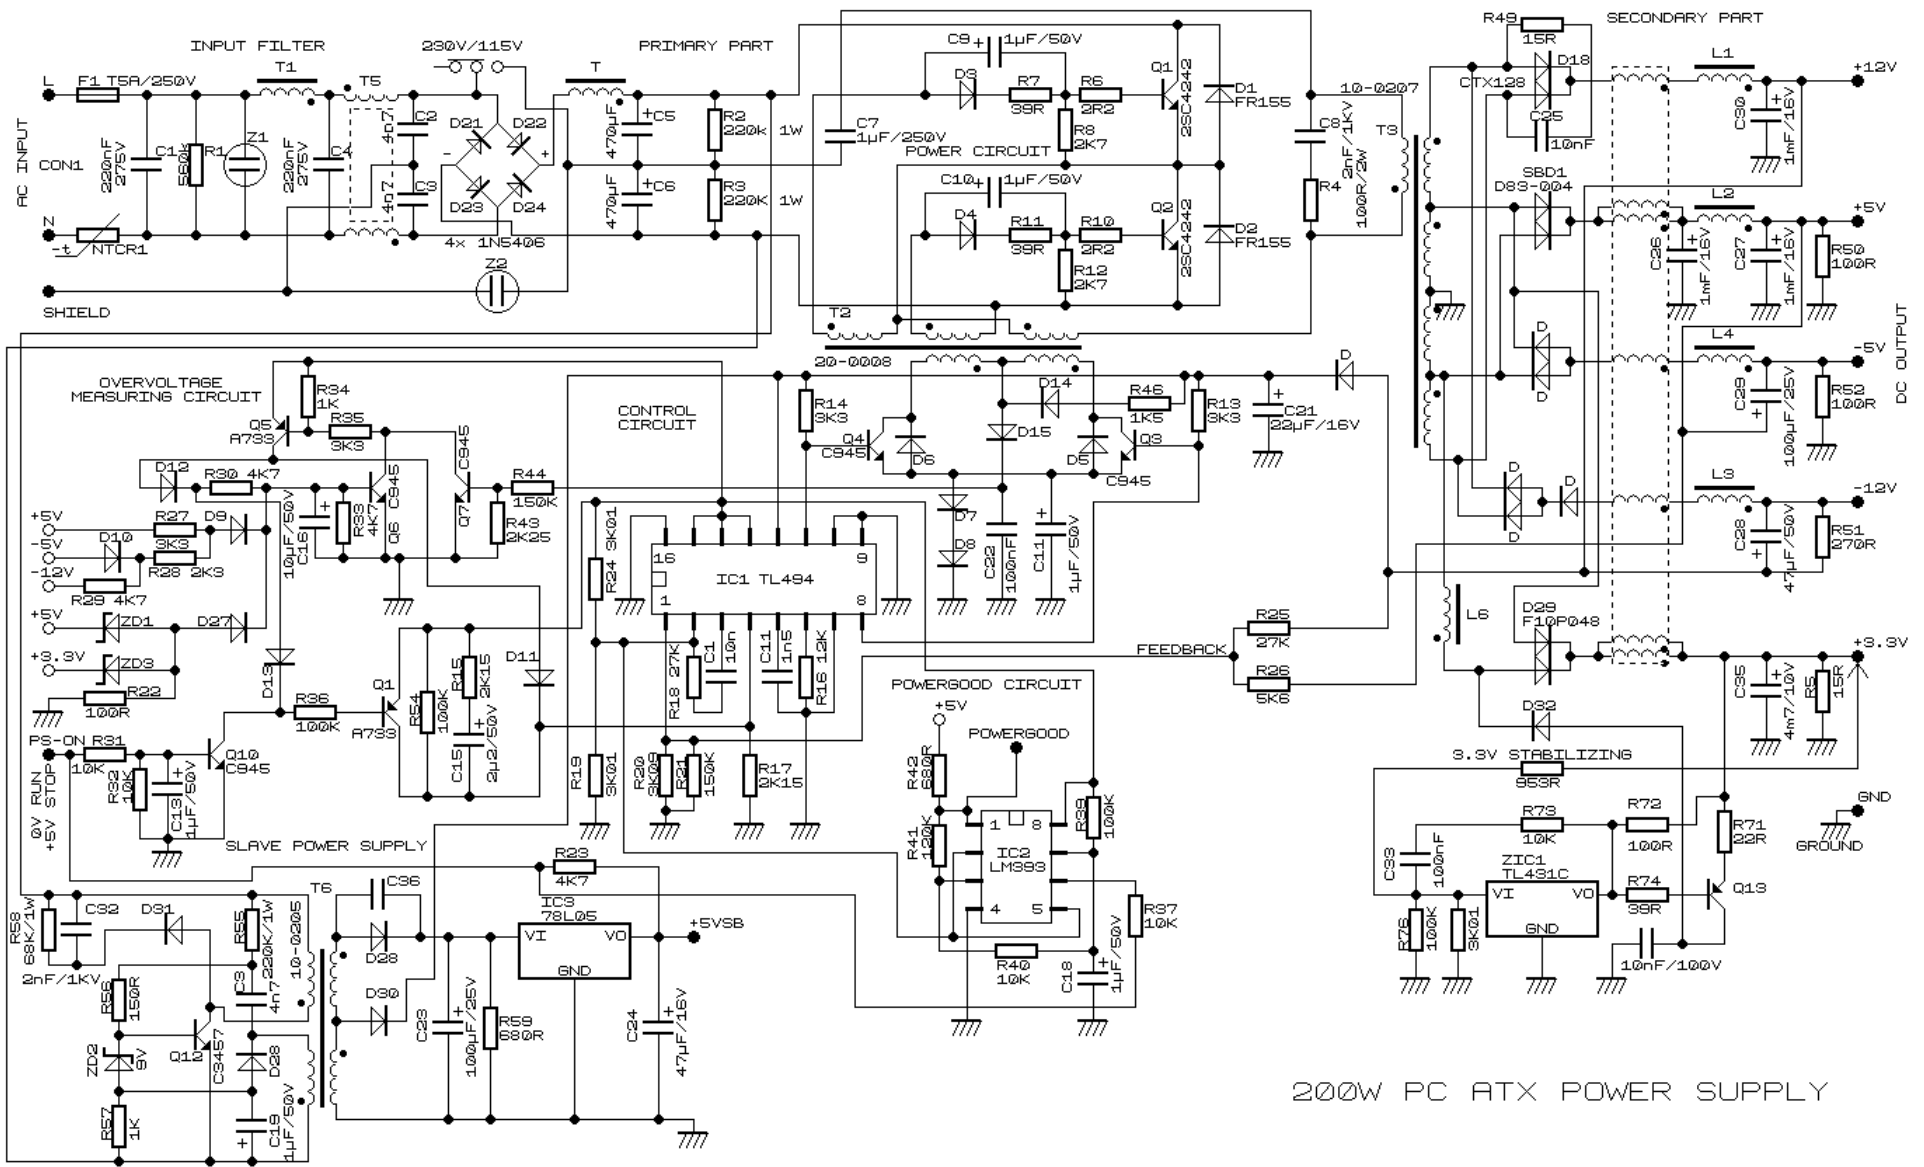 INPUT FILTER
230V/115V
PRIMARY PART
SECONDARY PART
AC INPUT
CON1
L
F1 T5A/250V
T1
T5
N
-t
NTCR1
SHIELD
C1
220nF
275V
R1
560k
Z1
C4
220nF
275V
C2
4n7
C3
4n7
D21
D22
D23
D24
-
+
4x 1N5406
Z2
T
C5
470µF
C6
470µF
R2
220k 1W
R3
220K 1W
C7
1µF/250V
POWER CIRCUIT
C9
1µF/50V
D3
R7
39R
R6
2R2
R8
2K7
Q1
2SC4242
D1
FR155
C10
1µF/50V
D4
R11
39R
R10
2R2
R12
2K7
Q2
2SC4242
D2
FR155
C8
2nF/1KV
R4
100R/2W
10-0207
T3
T2
20-0008
R49
15R
D18
CTX128
C25
10nF
SBD1
D83-004
L1
C30
1mF/16V
+12V
L2
C26
1mF/16V
C27
1mF/16V
R50
100R
+5V
D
D
L4
C29
100µF/25V
R52
100R
-5V
DC OUTPUT
D
D
D
L3
C28
47µF/50V
R51
270R
-12V
L6
D29
F10P048
+3.3V
C35
4m7/10V
R5
15R
D32
3.3V STABILIZING
953R
R73
10K
R72
100R
R71
22R
C33
100nF
ZIC1
TL431C
VI
VO
GND
R74
39R
Q13
R76
100K
3K01
10nF/100V
GND
GROUND
OVERVOLTAGE
MEASURING CIRCUIT
R34
1K
Q5
A733
R35
3K3
D12
R30 4K7
+5V
R27
3K3
D9
-5V
D10
R28 2K3
-12V
R29 4K7
C16
10µF/50V
R33
4K7
Q6 C945
Q7
C945
R44
150K
R43
2K25
+5V
ZD1
D27
+3.3V
ZD3
R22
100R
D13
R36
100K
Q1
A733
R54
100K
R15
2K15
C15
2µ2/50V
D11
PS-ON
R31
10K
R32
10K
C13
1µF/50V
Q10
C945
0V RUN
+5V STOP
CONTROL
CIRCUIT
R14
3K3
Q4
C945
D6
D14
R46
1K5
D15
D5
Q3
C945
R13
3K3
C21
22µF/16V
D
D7
D8
C22
100nF
C11
1µF/50V
R24 3K01
16
9
IC1 TL494
1
8
R18 27K
C1
10n
C11
1n5
R16 12K
R19
3K01
R20
3K09
R21
150K
R17
2K15
FEEDBACK
R25
27K
R26
5K6
POWERGOOD CIRCUIT
+5V
POWERGOOD
R42
680R
R41
120K
1
8
IC2
LM393
4
5
R39
100K
R37
10K
R40
10K
C18
1µF/50V
SLAVE POWER SUPPLY
R23
4K7
R58
68K/1W
C32
2nF/1KV
D31
R55
220K/1W
T6
10-0205
R56
150R
C3
4n7
Q12
C3457
ZD2
9V
D28
R57
1K
C19
1µF/50V
C36
D28
D30
IC3
78L05
VI
VO
GND
+5VSB
C23
100µF/25V
R59
680R
C24
47µF/16V
200W PC ATX POWER SUPPLY